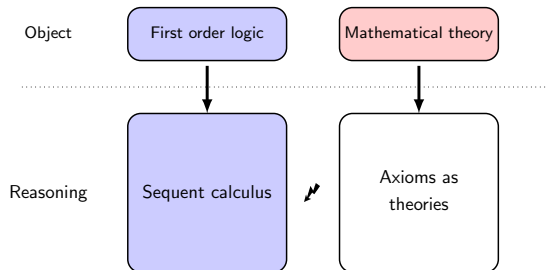 Object
First order logic
Mathematical theory
Reasoning
Sequent calculus
Axioms as
theories